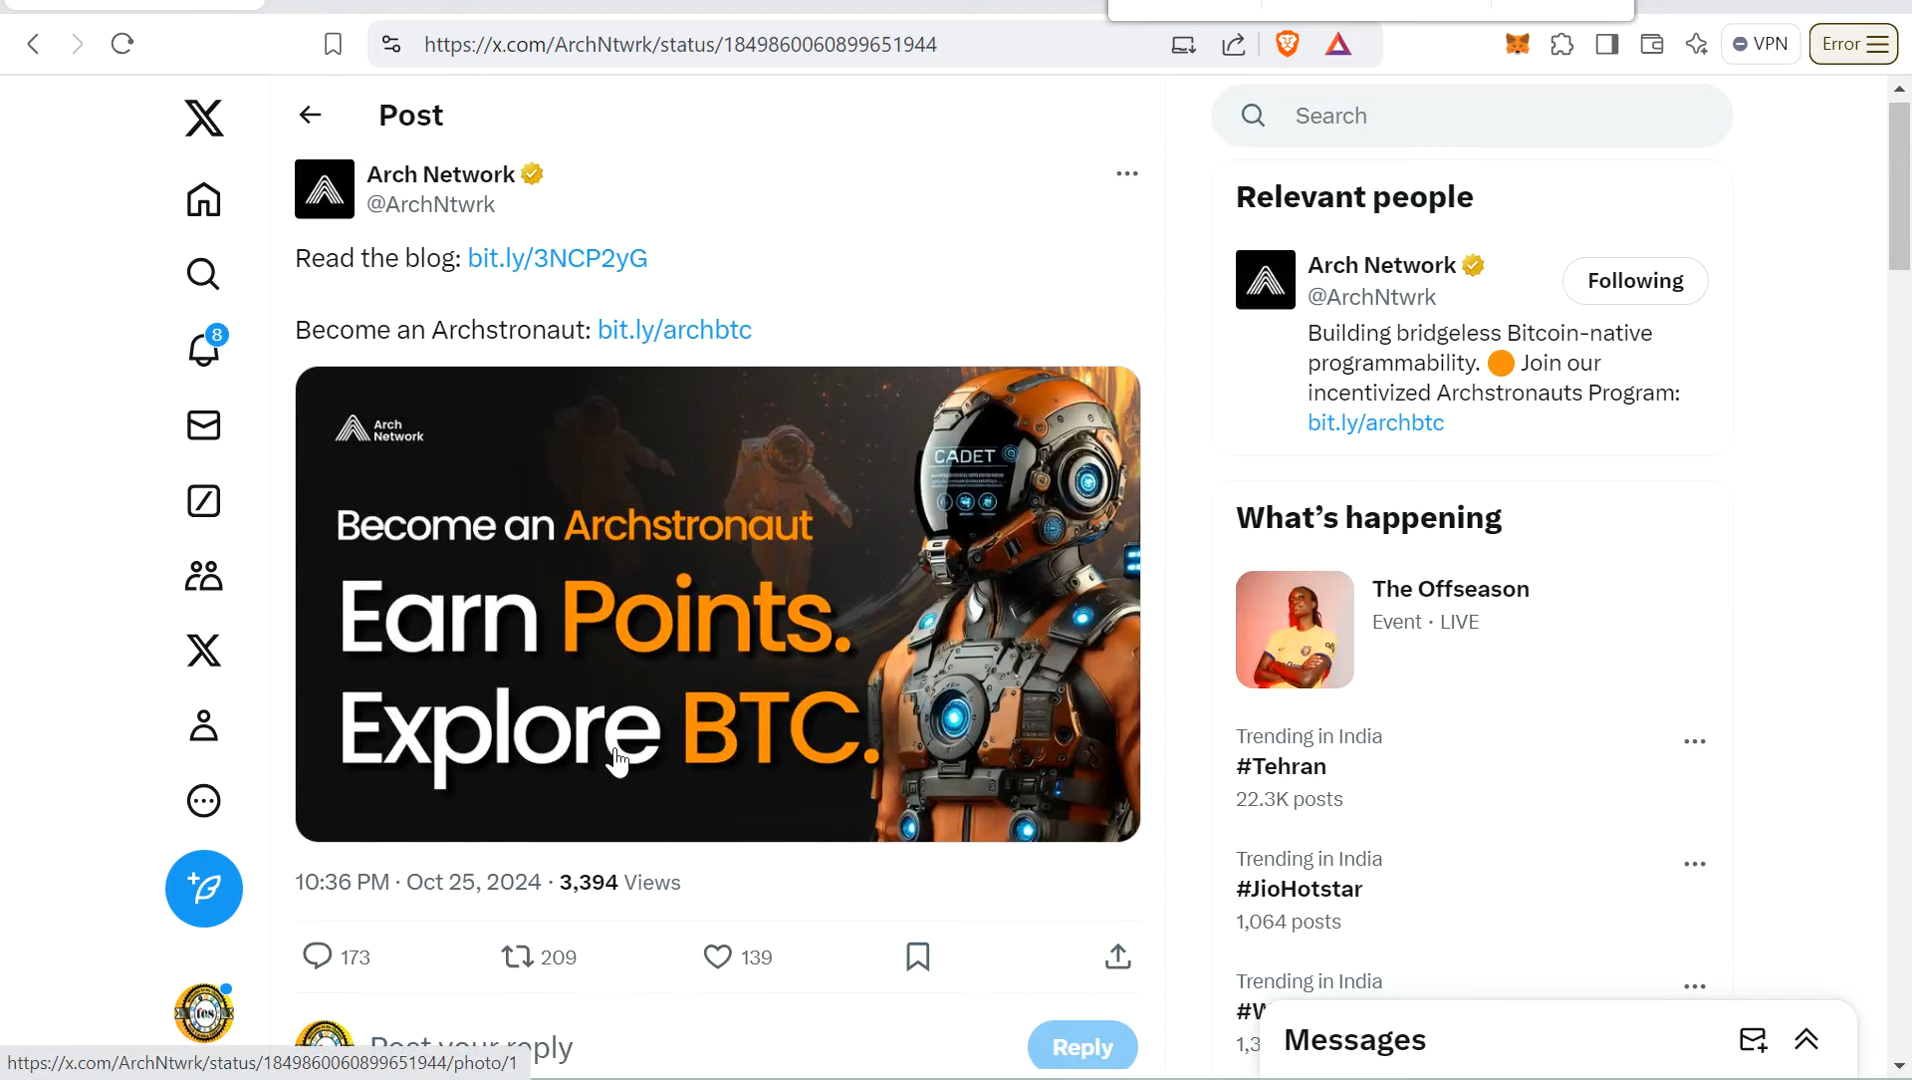 https://x.com/ArchNtwrk/status/1849860060899651944
VPN
Error
Post
Arch Network
@ArchNtwrk
Read the blog: bit.ly/3NCP2yG
Become an Archstronaut: bit.ly/archbtc
Arch
Network
CADET
Become an Archstronaut
Earn Points.
Explore BTC.
10:36 PM · Oct 25, 2024 · 3,394 Views
173
209
139
Post your reply
Reply
8
Search
Relevant people
Arch Network
@ArchNtwrk
Following
Building bridgeless Bitcoin-native
programmability. 🟠 Join our
incentivized Archstronauts Program:
bit.ly/archbtc
What's happening
The Offseason
Event · LIVE
Trending in India
#Tehran
22.3K posts
Trending in India
#JioHotstar
1,064 posts
Trending in India
Messages
https://x.com/ArchNtwrk/status/1849860060899651944/photo/1